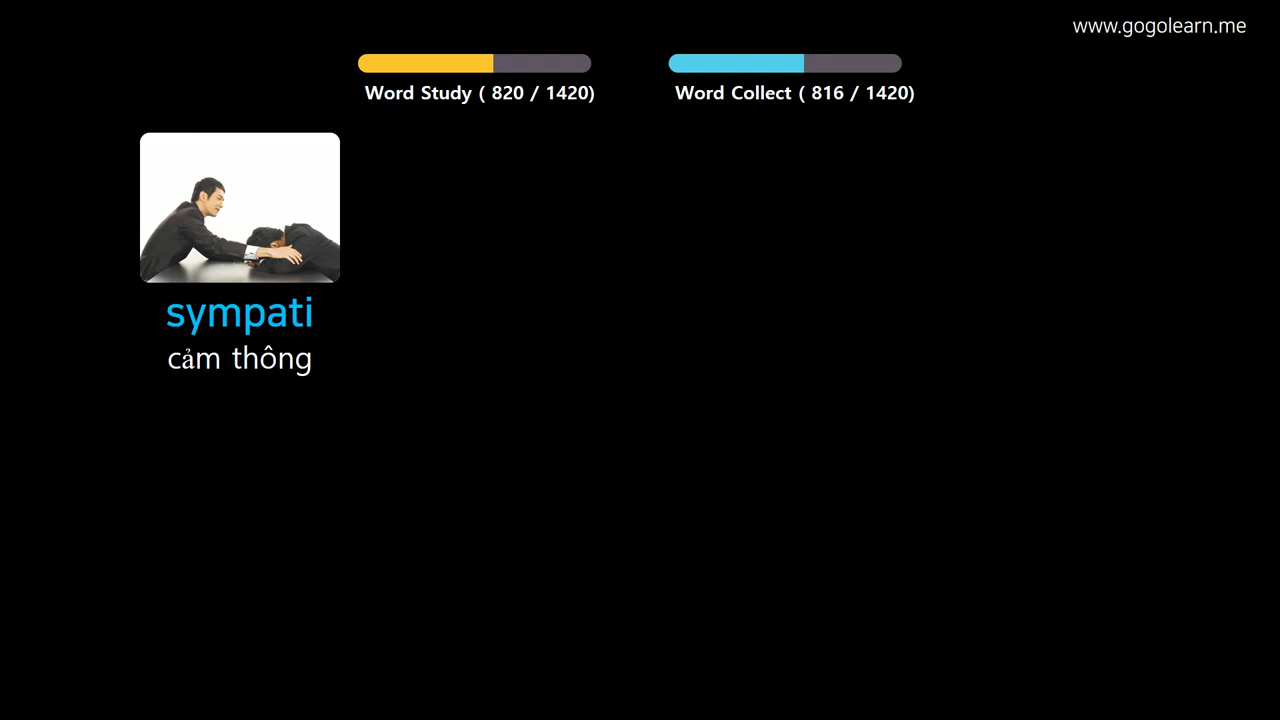 www.gogolearn.me
Word Study ( 820 / 1420)
Word Collect ( 816 / 1420)
sympati
cảm thông